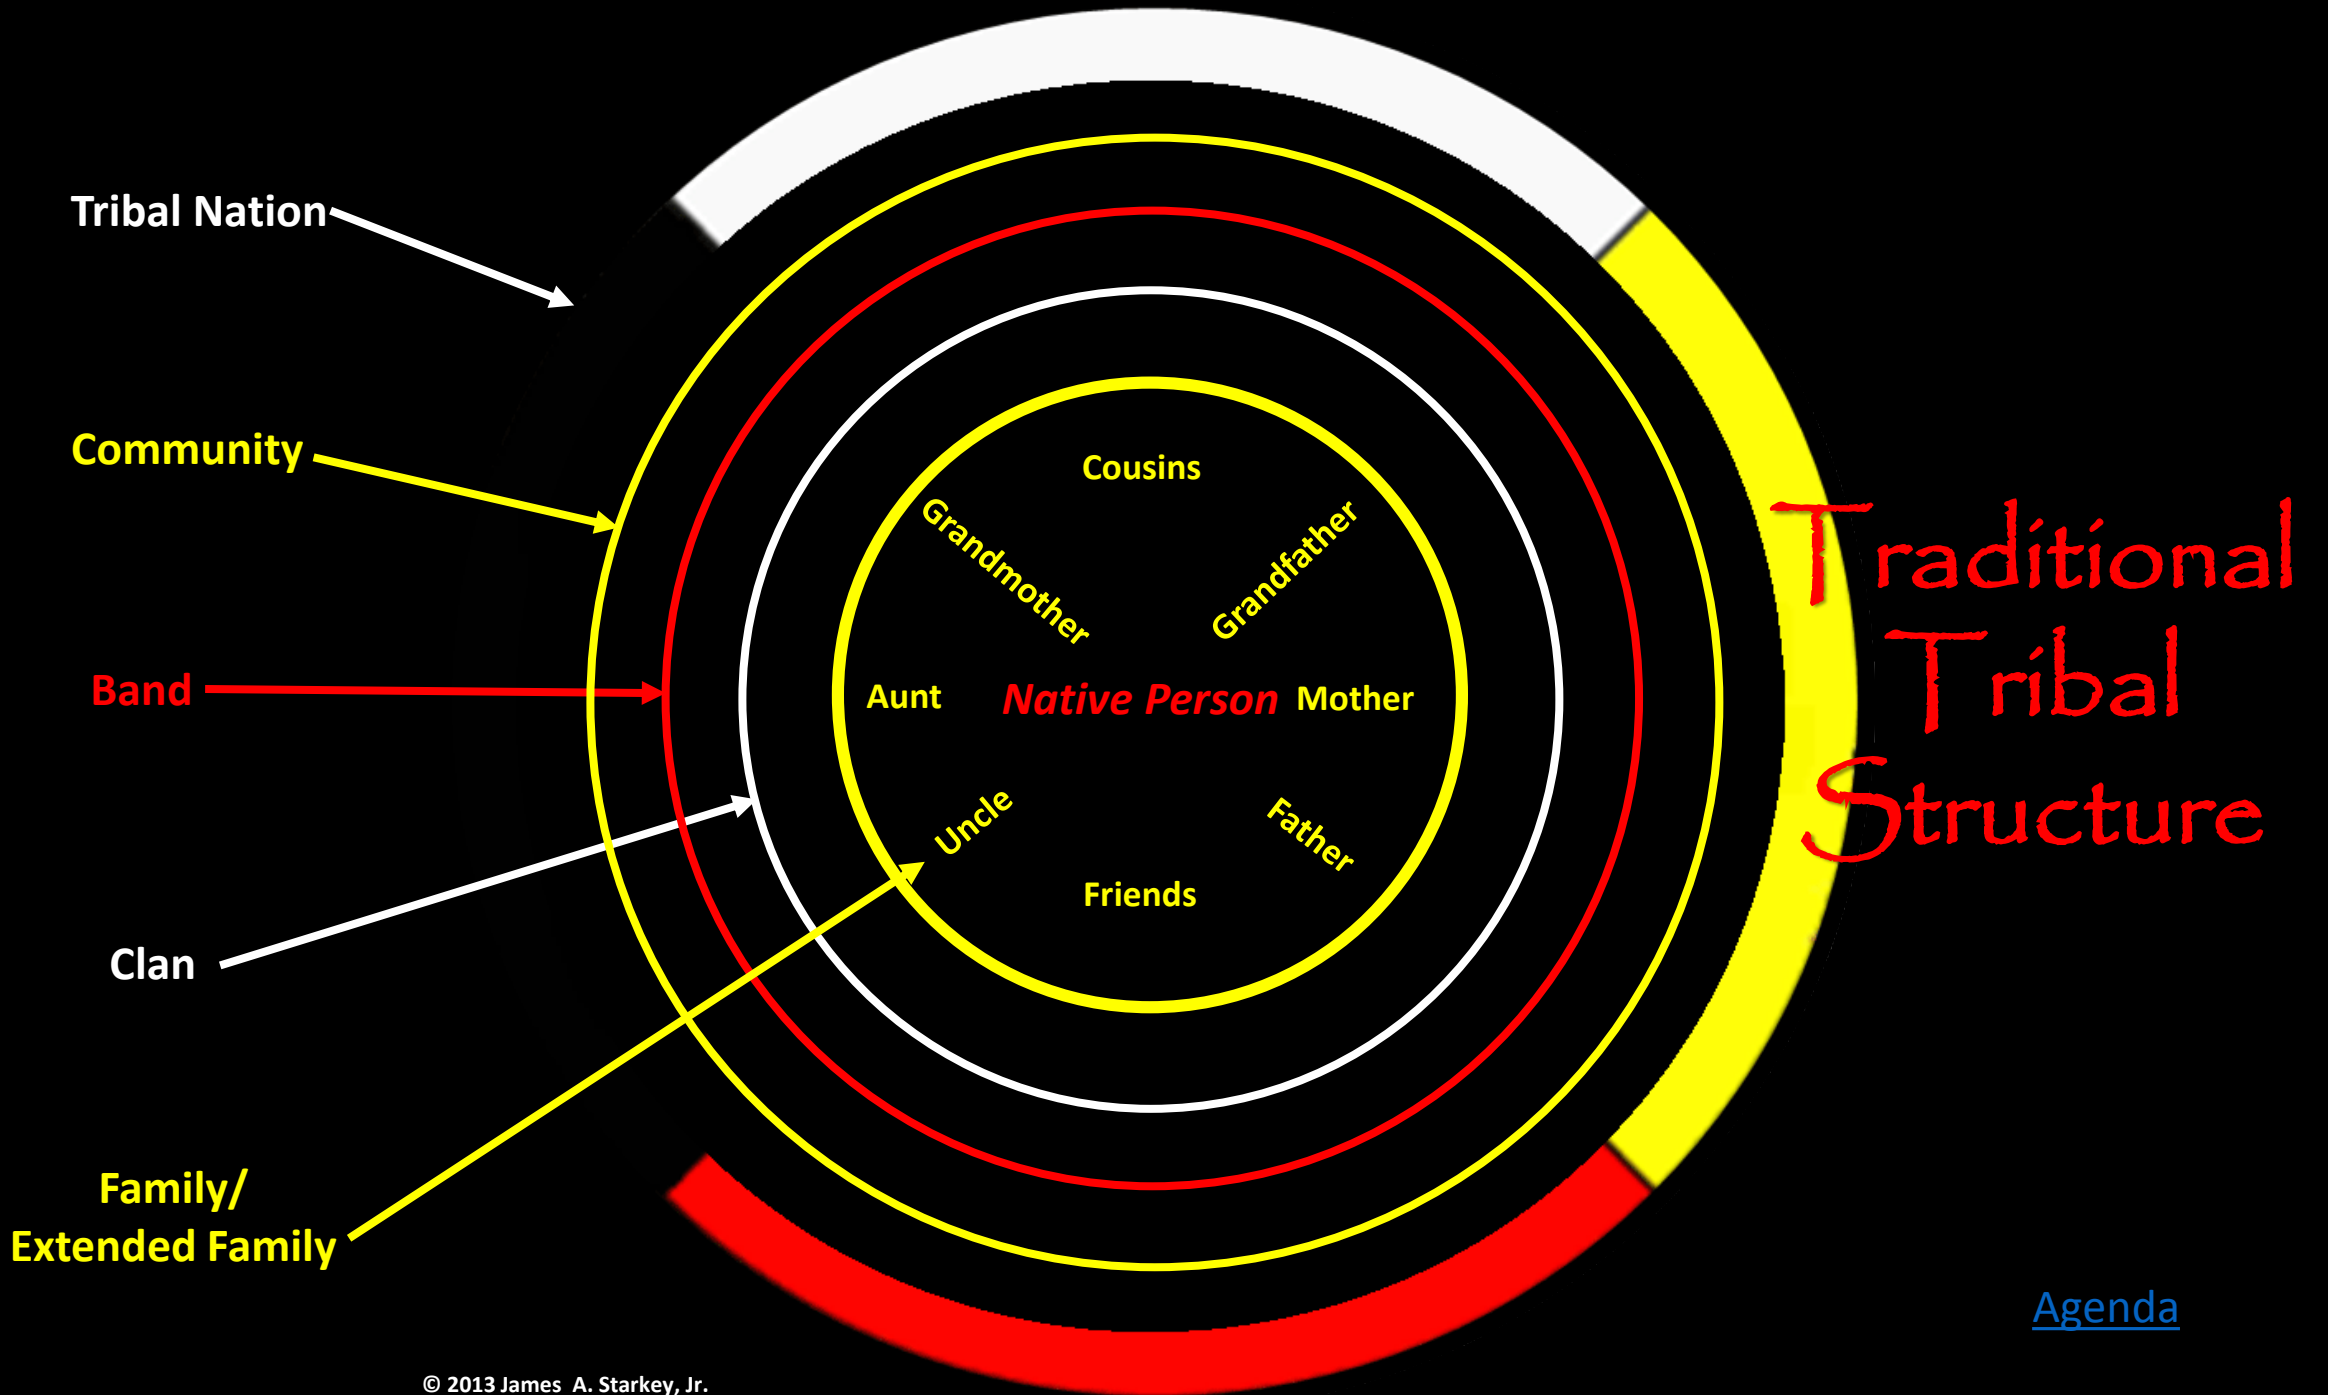 Tribal Nation
Community
Band
Clan
Family/
Extended Family
Cousins
Grandmother
Grandfather
Aunt
Native Person
Mother
Uncle
Father
Friends
Traditional
Tribal
Structure
Agenda
© 2013 James A. Starkey, Jr.